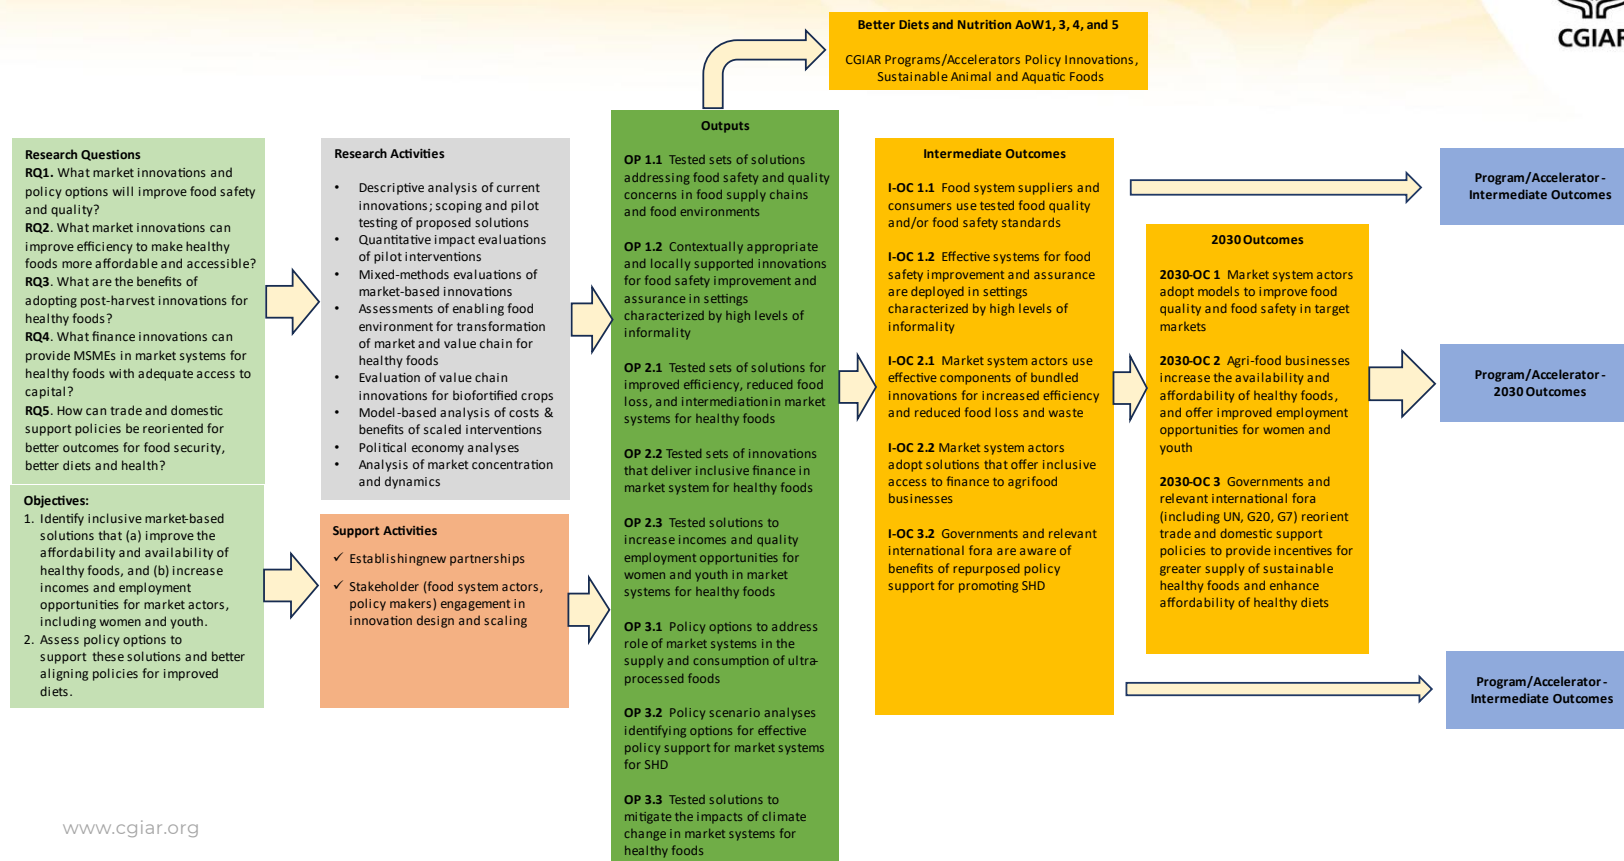 Better Diets and Nutrition AoW1, 3, 4, and 5
CGIAR Programs/Accelerators Policy Innovations,
Sustainable Animal and Aquatic Foods
CGIAR
Research Questions
RQ1. What market innovations and
policy options will improve food safety
and quality?
RQ2. What market innovations can
improve efficiency to make healthy
foods more affordable and accessible?
RQ3. What are the benefits of
adopting post-harvest innovations for
healthy foods?
RQ4. What finance innovations can
provide MSMEs in market systems for
healthy foods with adequate access to
capital?
RQ5. How can trade and domestic
support policies be reoriented for
better outcomes for food security,
better diets and health?
Objectives:
1. Identify inclusive market-based
solutions that (a) improve the
affordability and availability of
healthy foods, and (b) increase
incomes and employment
opportunities for market actors,
including women and youth.
2. Assess policy options to
support these solutions and better
aligning policies for improved
diets.
Research Activities
• Descriptive analysis of current
innovations; scoping and pilot
testing of proposed solutions
• Quantitative impact evaluations
of pilot interventions
• Mixed-methods evaluations of
market-based innovations
• Assessments of enabling food
environment for transformation
of market and value chain for
healthy foods
• Evaluation of value chain
innovations for biofortified crops
• Model-based analysis of costs &
benefits of scaled interventions
• Political economy analyses
• Analysis of market concentration
and dynamics
Support Activities
✓ Establishingnew partnerships
✓ Stakeholder (food system actors,
policy makers) engagement in
innovation design and scaling
Outputs
OP 1.1 Tested sets of solutions
addressing food safety and quality
concerns in food supply chains
and food environments
OP 1.2 Contextually appropriate
and locally supported innovations
for food safety improvement and
assurance in settings
characterized by high levels of
informality
OP 2.1 Tested sets of solutions for
improved efficiency, reduced food
loss, and intermediationin market
systems for healthy foods
OP 2.2 Tested sets of innovations
that deliver inclusive finance in
market system for healthy foods
OP 2.3 Tested solutions to
increase incomes and quality
employment opportunities for
women and youth in market
systems for healthy foods
OP 3.1 Policy options to address
role of market systems in the
supply and consumption of ultra-
processed foods
OP 3.2 Policy scenario analyses
identifying options for effective
policy support for market systems
for SHD
OP 3.3 Tested solutions to
mitigate the impacts of climate
change in market systems for
healthy foods
Intermediate Outcomes
I-OC 1.1 Food system suppliers and
consumers use tested food quality
and/or food safety standards
I-OC 1.2 Effective systems for food
safety improvement and assurance
are deployed in settings
characterized by high levels of
informality
I-OC 2.1 Market system actors use
effective components of bundled
innovations for increased efficiency
and reduced food loss and waste
I-OC 2.2 Market system actors
adopt solutions that offer inclusive
access to finance to agrifood
businesses
I-OC 3.2 Governments and relevant
international fora are aware of
benefits of repurposed policy
support for promoting SHD
2030 Outcomes
2030-OC 1 Market system actors
adopt models to improve food
quality and food safety in target
markets
2030-OC 2 Agri-food businesses
increase the availability and
affordability of healthy foods,
and offer improved employment
opportunities for women and
youth
2030-OC 3 Governments and
relevant international fora
(including UN, G20, G7) reorient
trade and domestic support
policies to provide incentives for
greater supply of sustainable
healthy foods and enhance
affordability of healthy diets
Program/Accelerator-
Intermediate Outcomes
Program/Accelerator-
2030 Outcomes
Program/Accelerator-
Intermediate Outcomes
www.cgiar.org